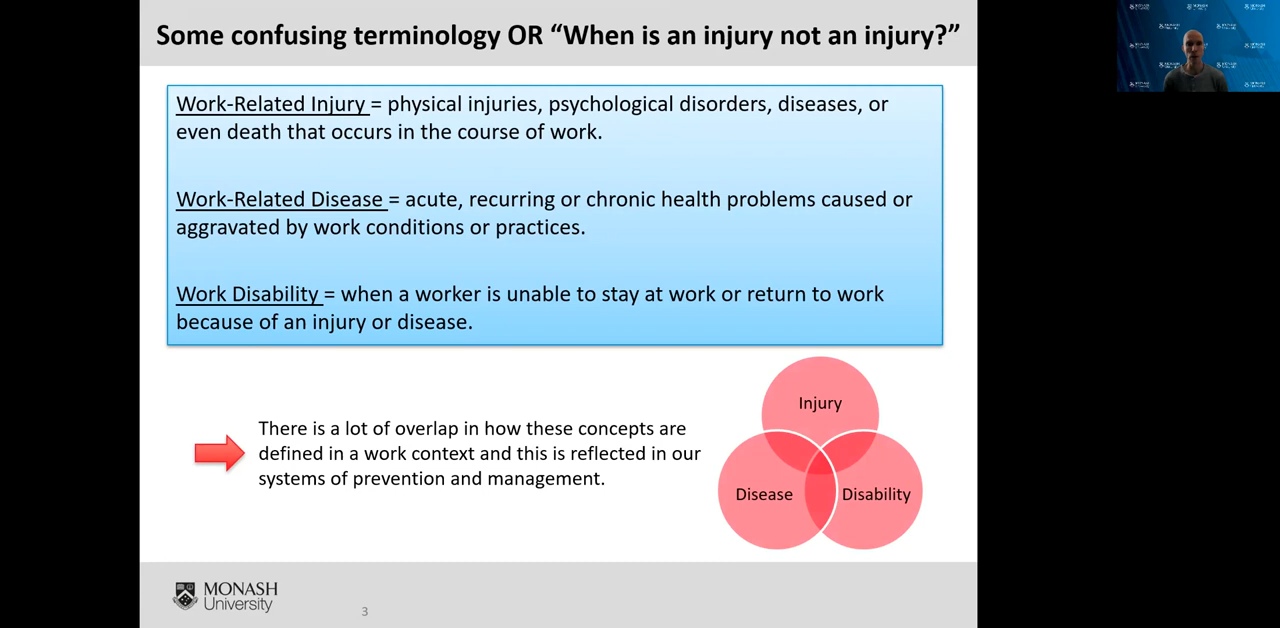 Some confusing terminology OR “When is an injury not an injury?”
Work-Related Injury = physical injuries, psychological disorders, diseases, or
even death that occurs in the course of work.
Work-Related Disease = acute, recurring or chronic health problems caused or
aggravated by work conditions or practices.
Work Disability = when a worker is unable to stay at work or return to work
because of an injury or disease.
There is a lot of overlap in how these concepts are
defined in a work context and this is reflected in our
systems of prevention and management.
Injury
Disease
Disability
MONASH
University
3